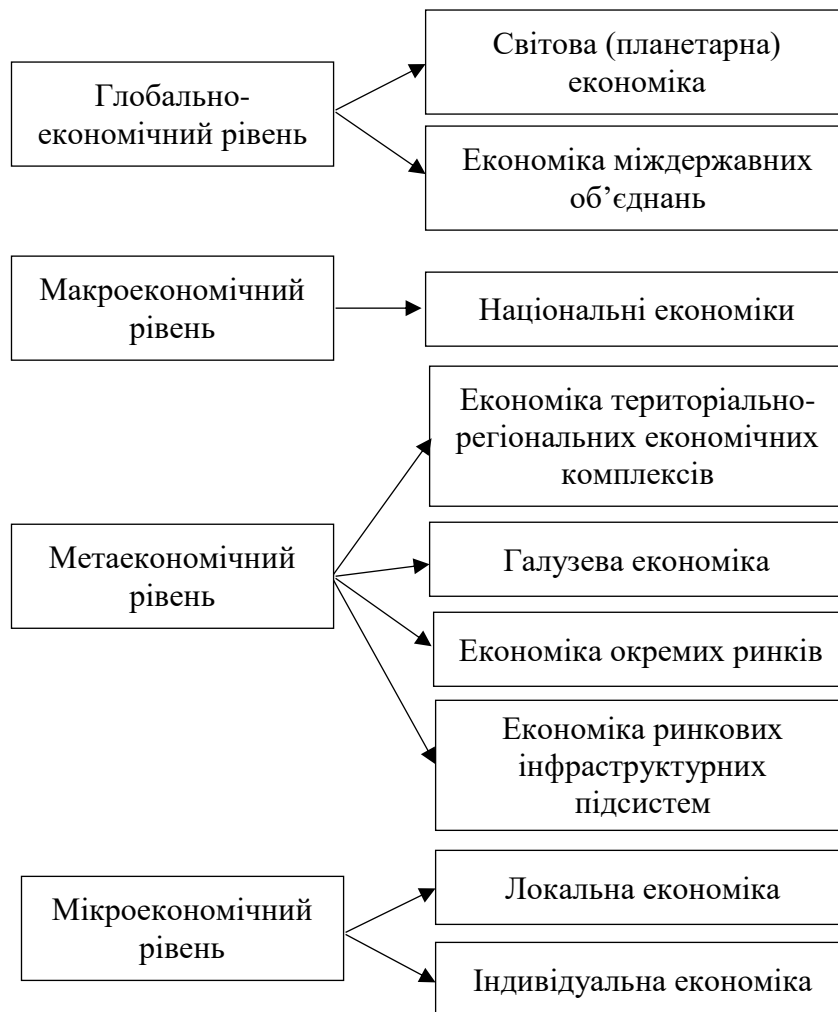 Глобально-
економічний рівень
Світова (планетарна)
економіка
Економіка міждержавних
об’єднань
Макроекономічний
рівень
Національні економіки
Метаекономічний
рівень
Економіка територіально-
регіональних економічних
комплексів
Галузева економіка
Економіка окремих ринків
Економіка ринкових
інфраструктурних
підсистем
Мікроекономічний
рівень
Локальна економіка
Індивідуальна економіка